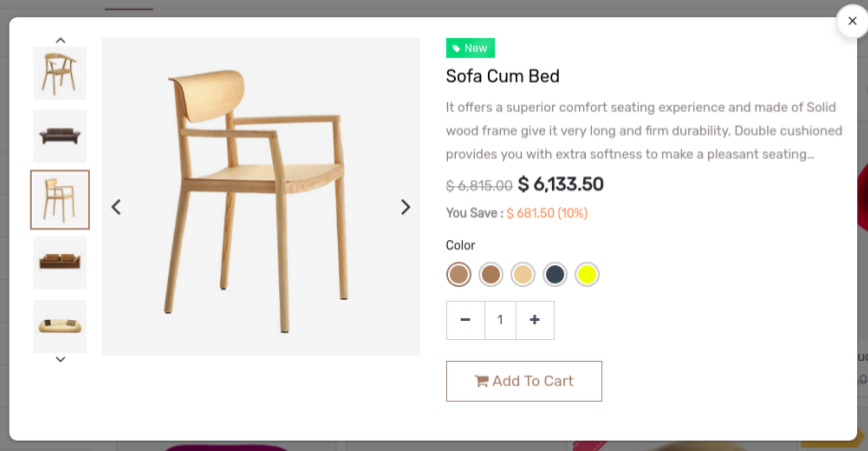 New
Sofa Cum Bed
It offers a superior comfort seating experience and made of Solid
wood frame give it very long and firm durability, Double cushioned
provides you with extra softness to make a pleasant seating...
$ 6,815.00 $ 6,133.50
You Save : $ 681.50 (10%)
Color
1
Add To Cart